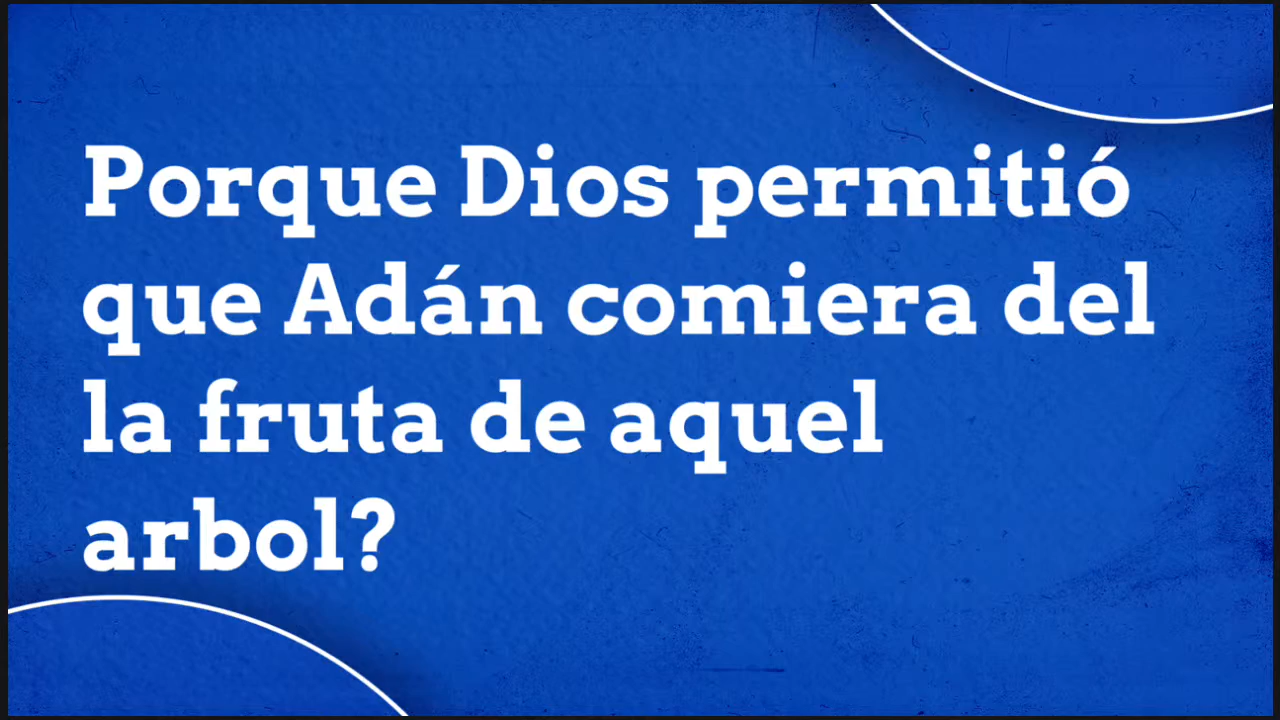 Porque Dios permitió
que Adán comiera del
la fruta de aquel
arbol?